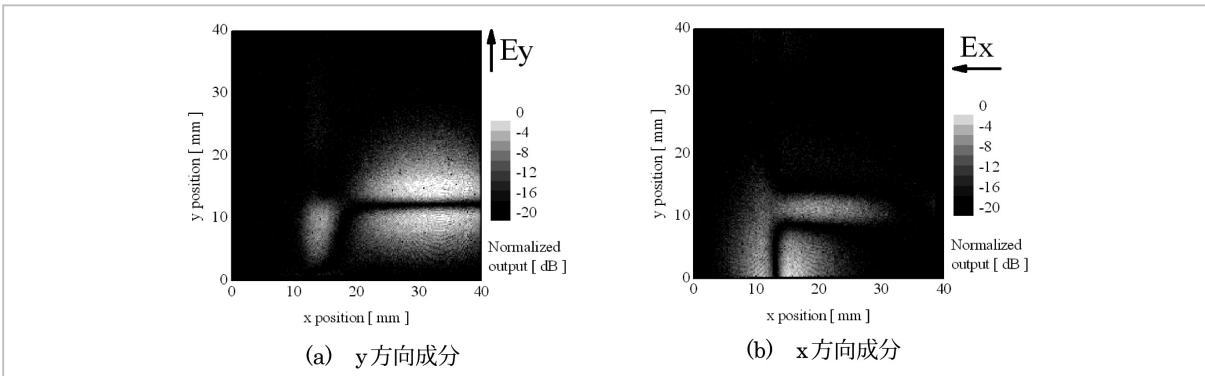 40
30
20
10
0
0 10 20 30 40
y position [ mm ]
x position [ mm ]
Ey
0
-4
-8
-12
-16
-20
Normalized
output [ dB ]
(a) y方向成分
40
30
20
10
0
0 10 20 30 40
y position [ mm ]
x position [ mm ]
Ex
0
-4
-8
-12
-16
-20
Normalized
output [ dB ]
(b) x方向成分